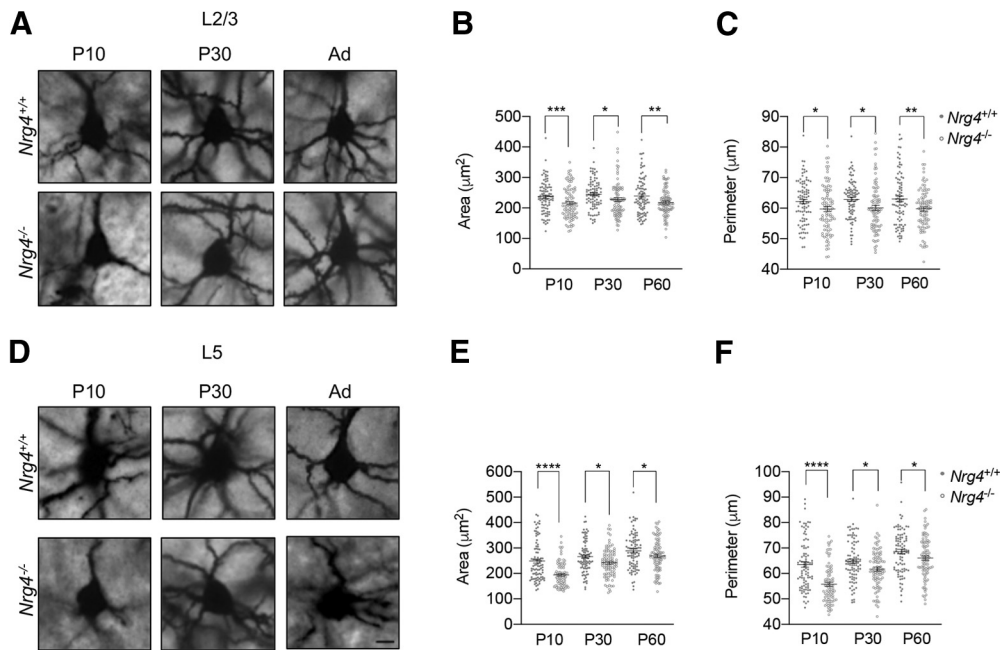 A
L2/3
P10 P30 Ad
Nrg4+/+
Nrg4-/-
B
Area (μm2)
500
400
300
200
100
0
*** * **
P10 P30 P60
C
Perimeter (μm)
90
80
70
60
50
40
* * **
P10 P30 P60
Nrg4+/+
Nrg4-/-
D
L5
P10 P30 Ad
Nrg4+/+
Nrg4-/-
E
Area (μm2)
600
500
400
300
200
100
0
**** * *
P10 P30 P60
F
Perimeter (μm)
100
90
80
70
60
50
40
**** * *
P10 P30 P60
Nrg4+/+
Nrg4-/-